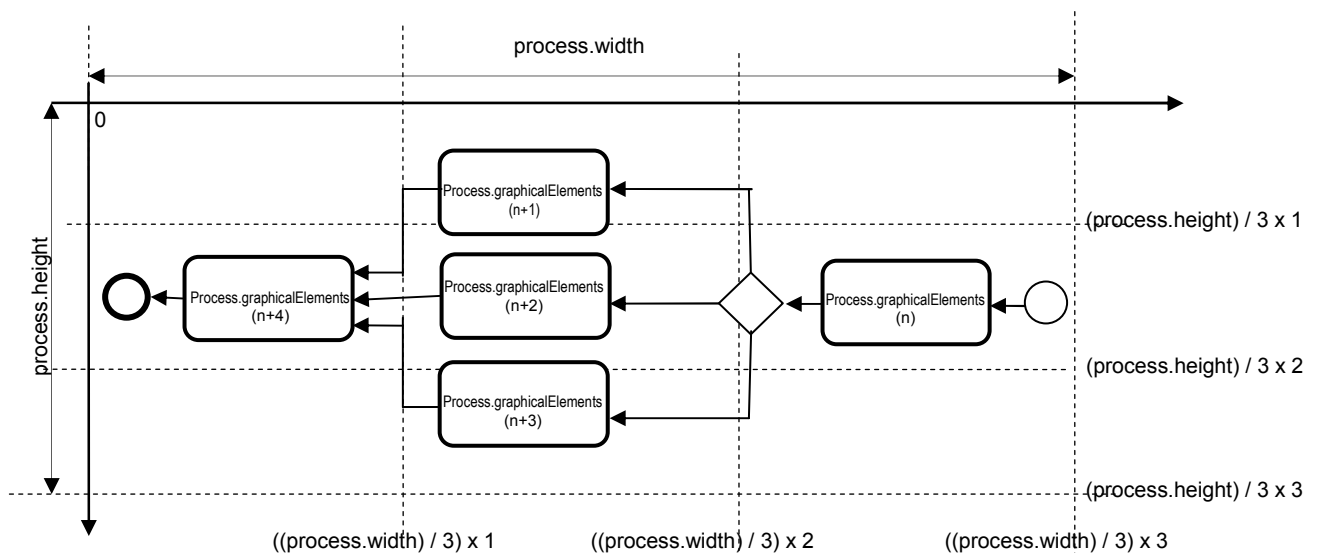 process.width
0
process.height
Process.graphicalElements
(n+1)
(process.height) / 3 x 1
Process.graphicalElements
(n+4)
Process.graphicalElements
(n+2)
Process.graphicalElements
(n)
(process.height) / 3 x 2
Process.graphicalElements
(n+3)
(process.height) / 3 x 3
((process.width) / 3) x 1
((process.width) / 3) x 2
((process.width) / 3) x 3